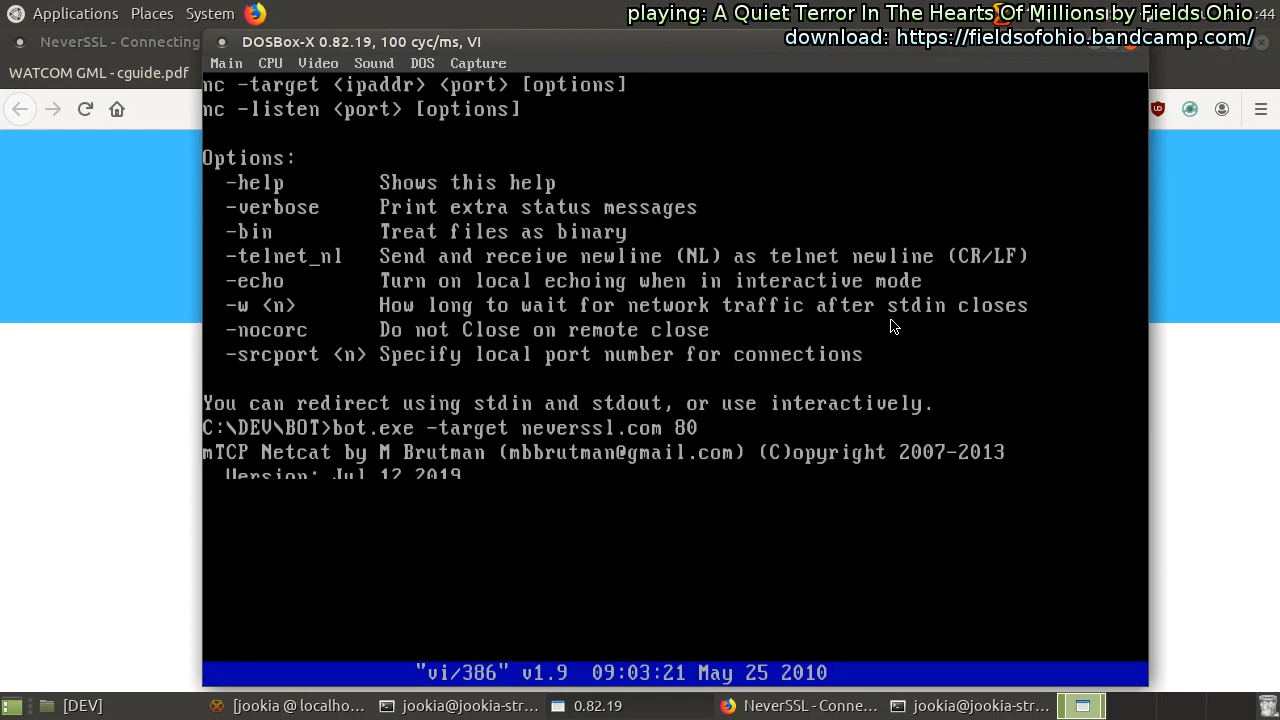 Applications Places System
playing: A Quiet Terror In The Hearts Of Millions by Fields Ohio
:44
download: https://fieldsofohio.bandcamp.com/
NeverSSL - Connecting
DOSBox-X 0.82.19, 100 cyc/ms, VI
Main CPU Video Sound DOS Capture
WATCOM GML - cguide.pdf
nc -target <ipaddr> <port> [options]
nc -listen <port> [options]
Options:
-help Shows this help
-verbose Print extra status messages
-bin Treat files as binary
-telnet_nl Send and receive newline (NL) as telnet newline (CR/LF)
-echo Turn on local echoing when in interactive mode
-w <n> How long to wait for network traffic after stdin closes
-nocorc Do not Close on remote close
-srcport <n> Specify local port number for connections
You can redirect using stdin and stdout, or use interactively.
C:\DEV\BOT>bot.exe -target neverssl.com 80
mTCP Netcat by M Brutman (mbbrutman@gmail.com) (C)opyright 2007-2013
Version: Jul 12 2019
"vi/386" v1.9 09:03:21 May 25 2010
[DEV] [jookia @ localho... jookia@jookia-str... 0.82.19 NeverSSL - Conne... jookia@jookia-str...